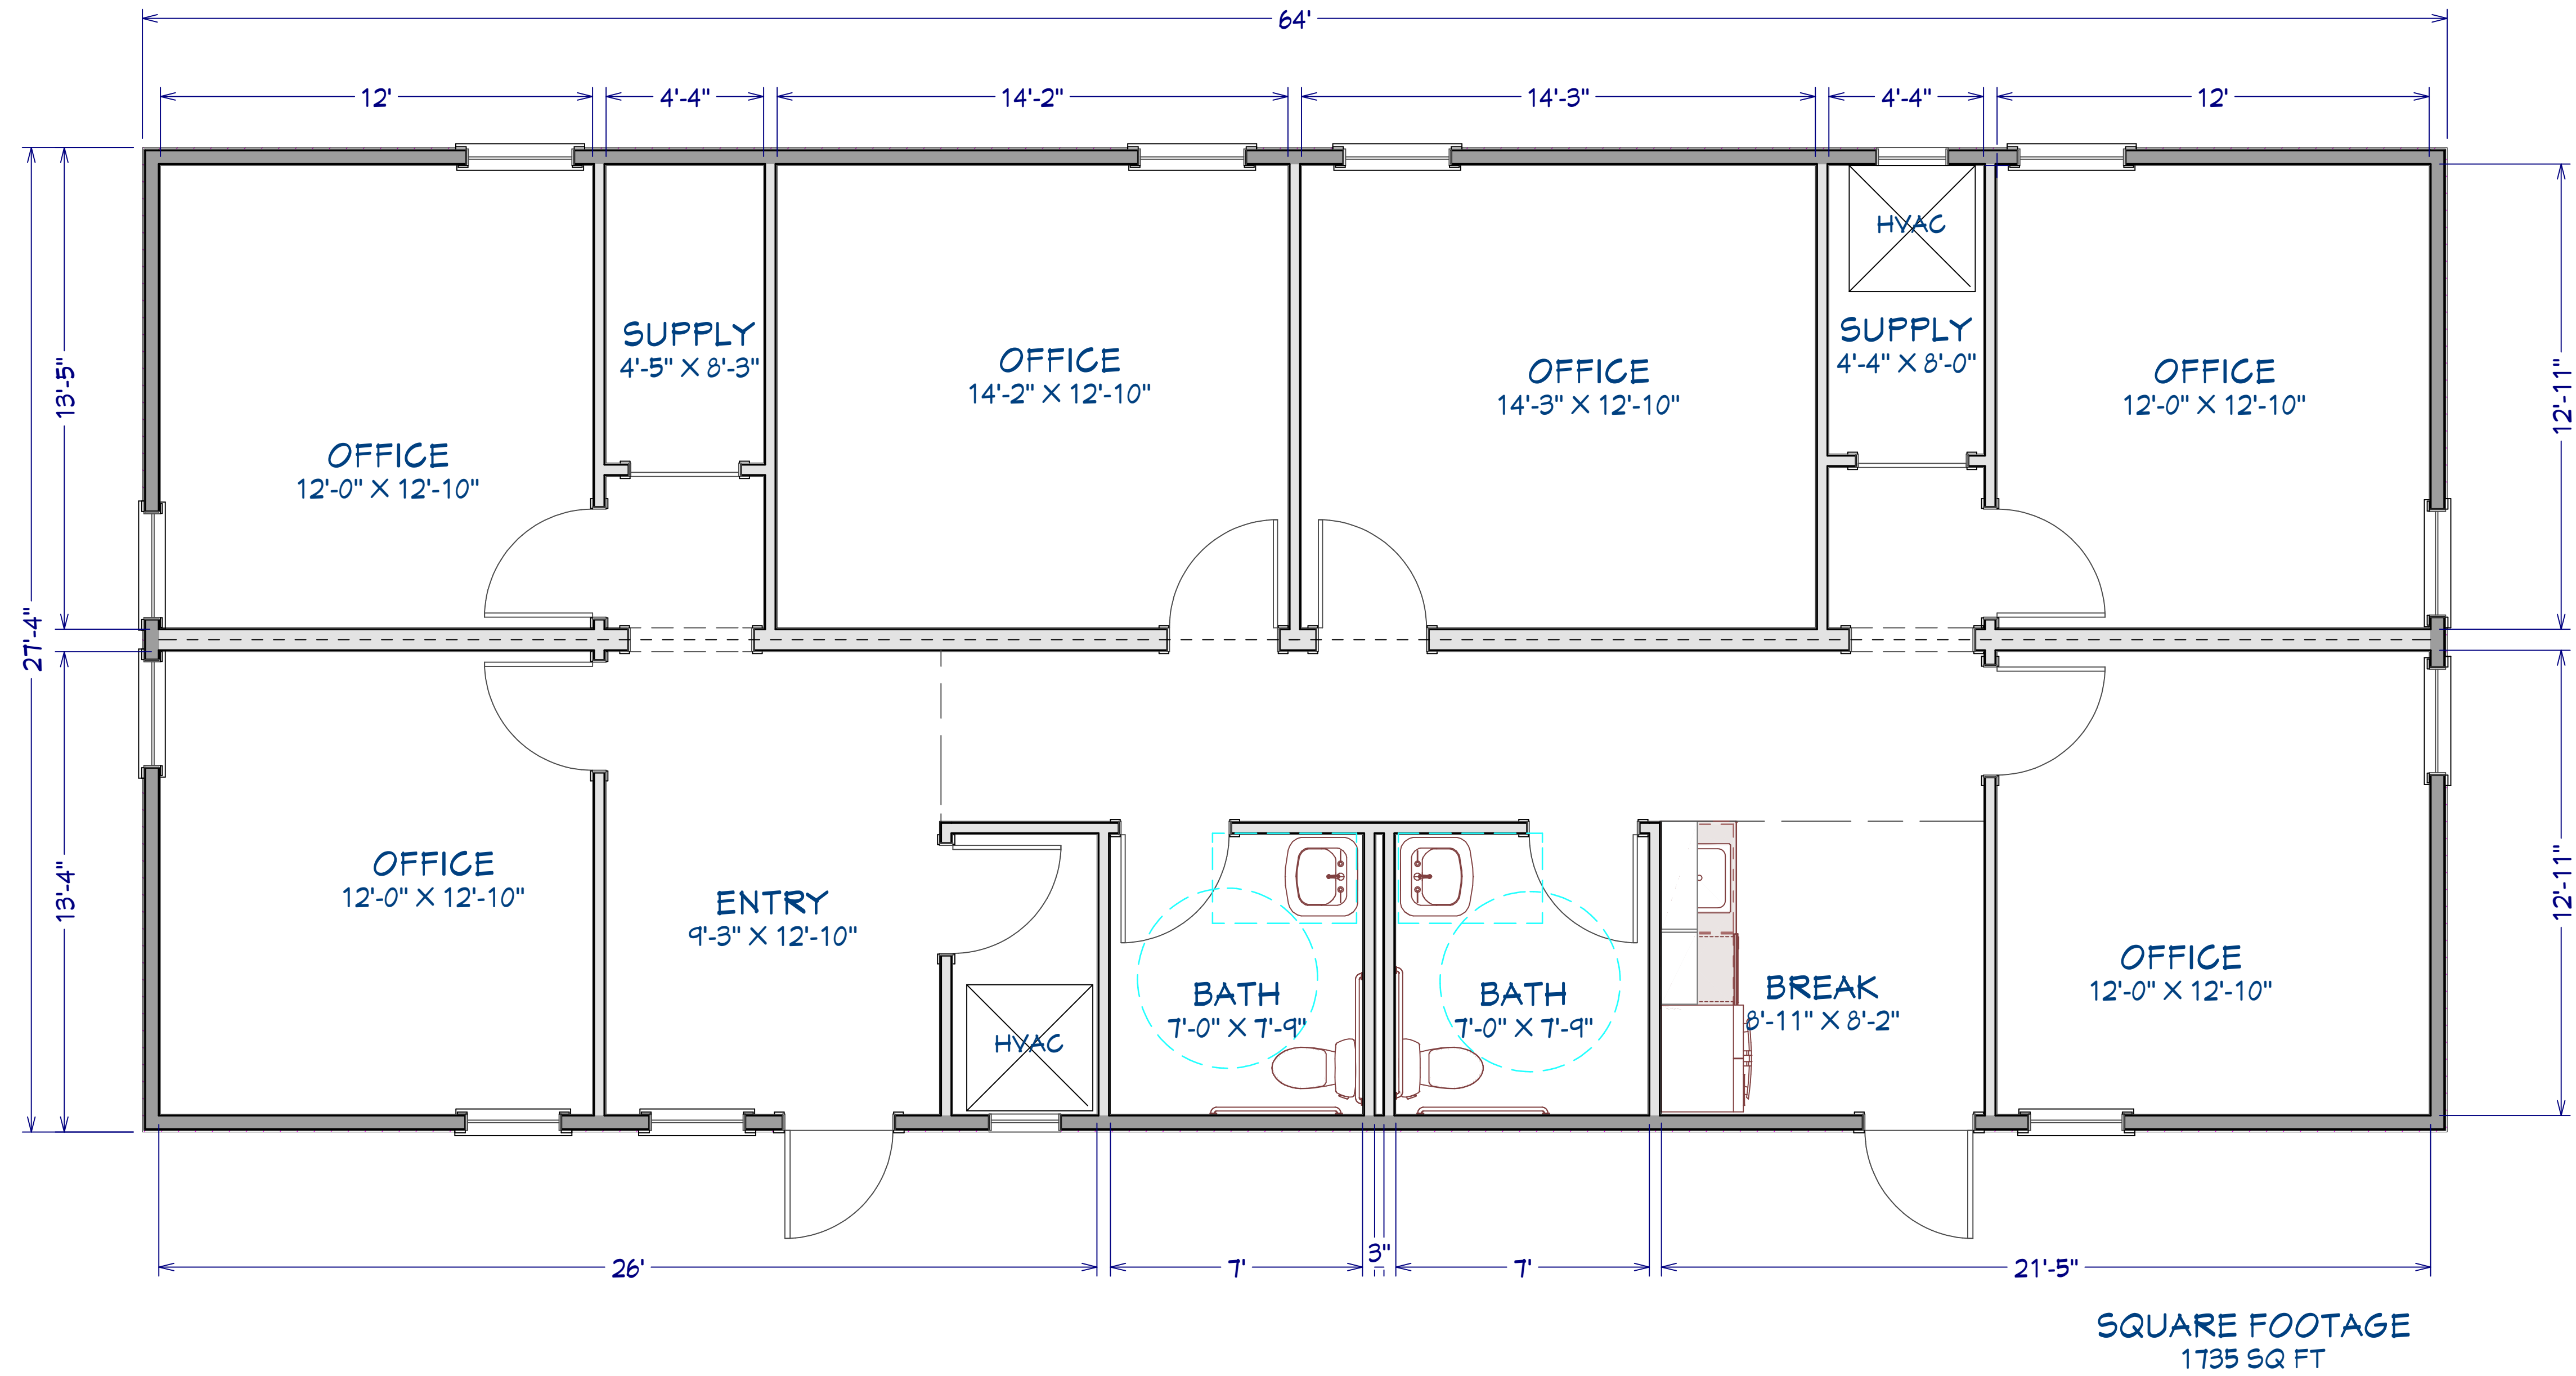 64'
12'
4'-4"
14'-2"
14'-3"
4'-4"
12'
HVAC
SUPPLY
4'-5" X 8'-3"
SUPPLY
4'-4" X 8'-0"
OFFICE
14'-2" X 12'-10"
OFFICE
14'-3" X 12'-10"
OFFICE
12'-0" X 12'-10"
13'-5"
12'-11"
OFFICE
12'-0" X 12'-10"
27'-4"
OFFICE
12'-0" X 12'-10"
13'-4"
12'-11"
ENTRY
9'-3" X 12'-10"
OFFICE
12'-0" X 12'-10"
HVAC
BATH
7'-0" X 7'-9"
BATH
7'-0" X 7'-9"
BREAK
8'-11" X 8'-2"
26'
7'
3"
7'
21'-5"
SQUARE FOOTAGE
1735 SQ FT